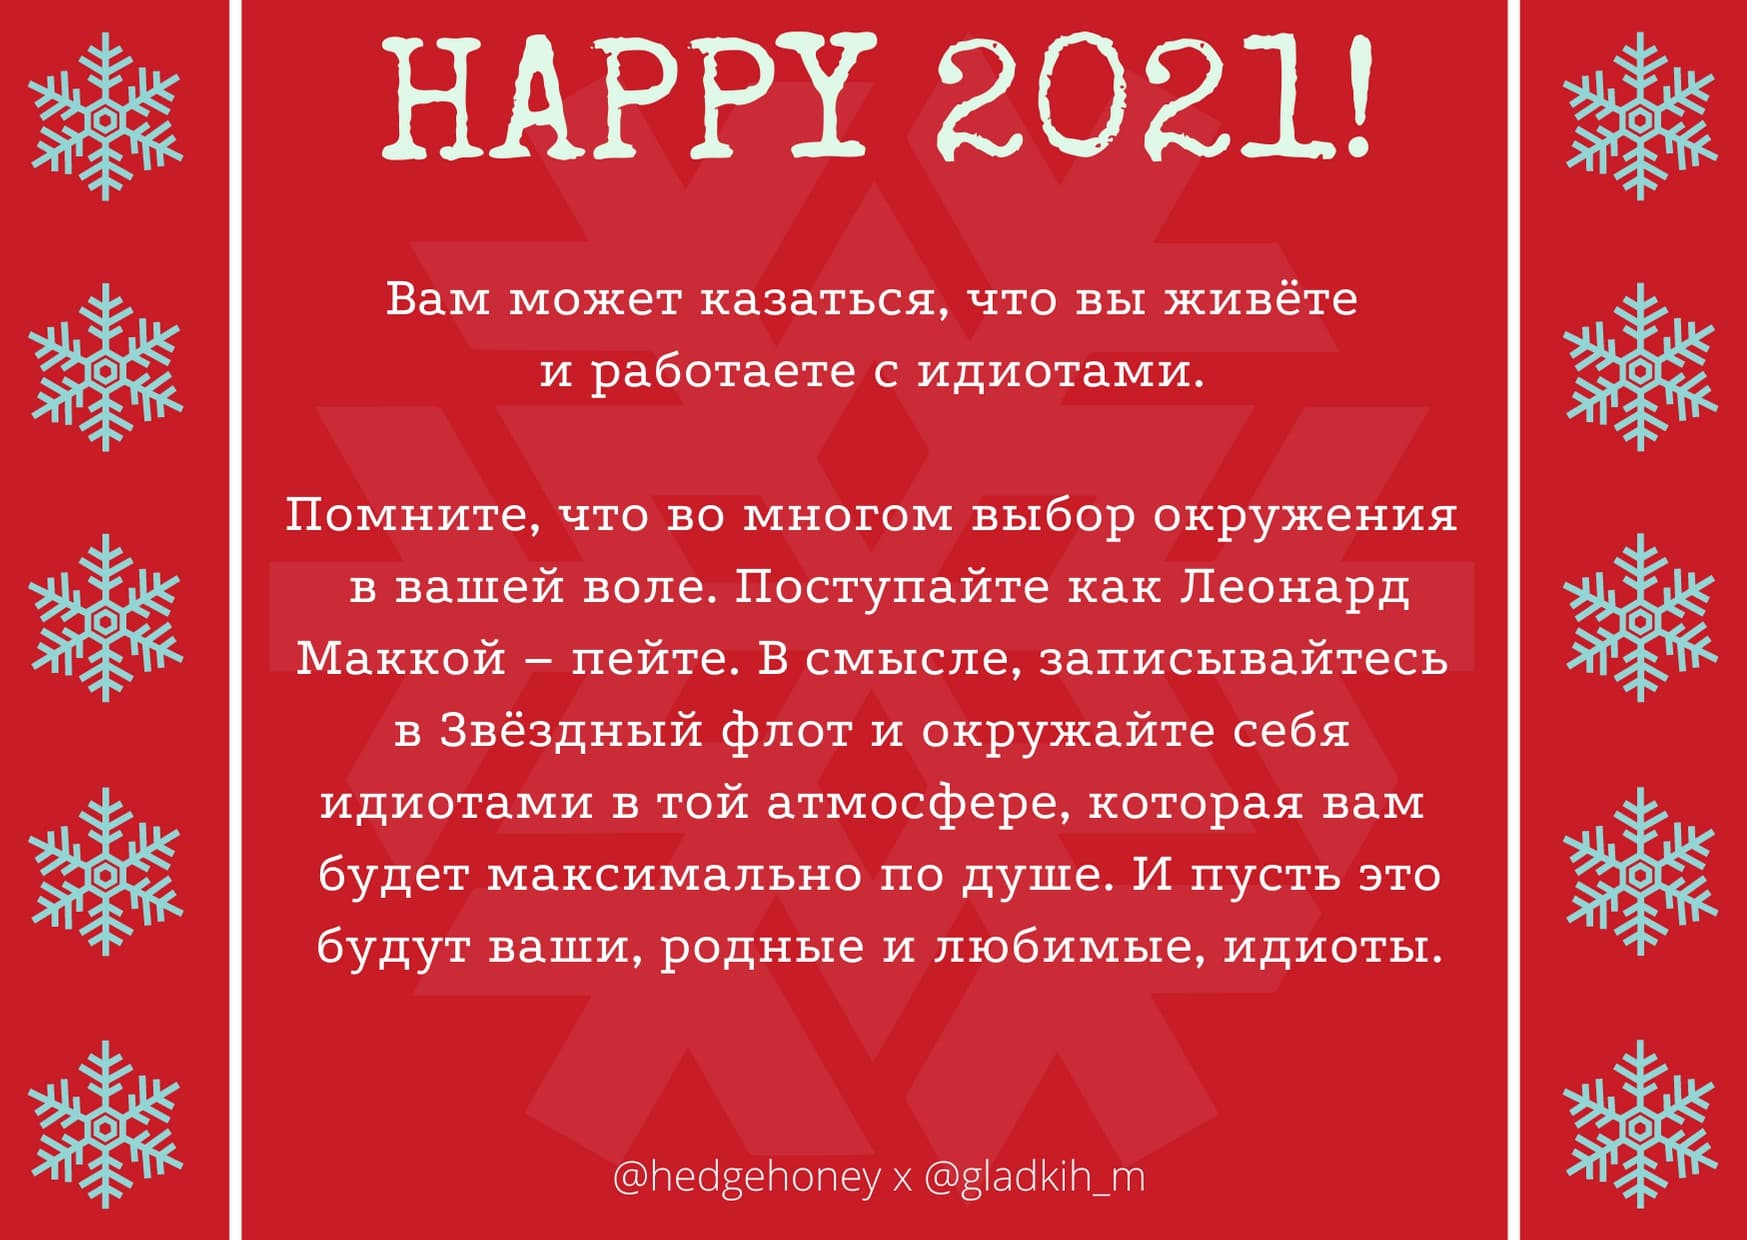 HAPPY 2021!
Вам может казаться, что вы живёте
и работаете с идиотами.
Помните, что во многом выбор окружения
в вашей воле. Поступайте как Леонард
Маккой – пейте. В смысле, записывайтесь
в Звёздный флот и окружайте себя
идиотами в той атмосфере, которая вам
будет максимально по душе. И пусть это
будут ваши, родные и любимые, идиоты.
@hedgehoney x @gladkih_m